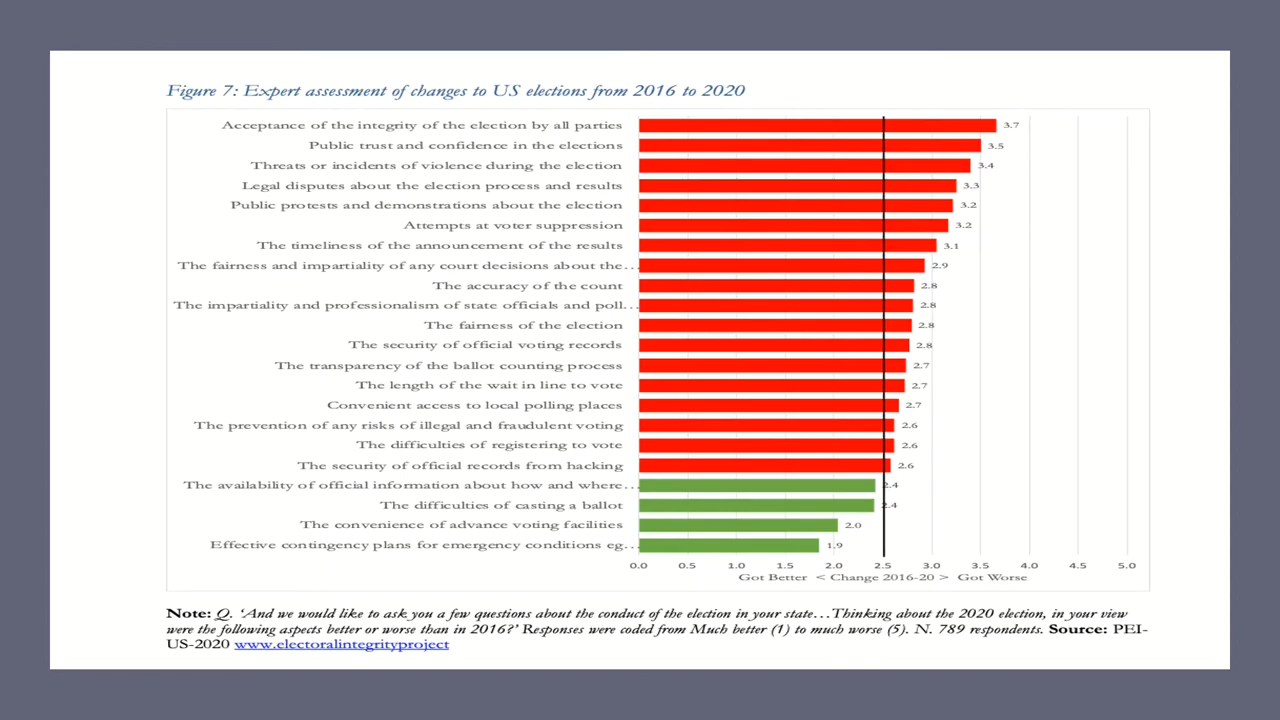 Figure 7: Expert assessment of changes to US elections from 2016 to 2020
Acceptance of the integrity of the election by all parties 3.7
Public trust and confidence in the elections 3.5
Threats or incidents of violence during the election 3.4
Legal disputes about the election process and results 3.3
Public protests and demonstrations about the election 3.2
Attempts at voter suppression 3.2
The timeliness of the announcement of the results 3.1
The fairness and impartiality of any court decisions about the… 2.9
The accuracy of the count 2.8
The impartiality and professionalism of state officials and poll… 2.8
The fairness of the election 2.8
The security of official voting records 2.8
The transparency of the ballot counting process 2.7
The length of the wait in line to vote 2.7
Convenient access to local polling places 2.7
The prevention of any risks of illegal and fraudulent voting 2.6
The difficulties of registering to vote 2.6
The security of official records from hacking 2.6
The availability of official information about how and where… 2.4
The difficulties of casting a ballot 2.4
The convenience of advance voting facilities 2.0
Effective contingency plans for emergency conditions eg… 1.9
0.0 0.5 1.0 1.5 2.0 2.5 3.0 3.5 4.0 4.5 5.0
Got Better < Change 2016-20 > Got Worse
Note: Q. ‘And we would like to ask you a few questions about the conduct of the election in your state…Thinking about the 2020 election, in your view
were the following aspects better or worse than in 2016?’ Responses were coded from Much better (1) to much worse (5). N. 789 respondents. Source: PEI-
US-2020 www.electoralintegrityproject